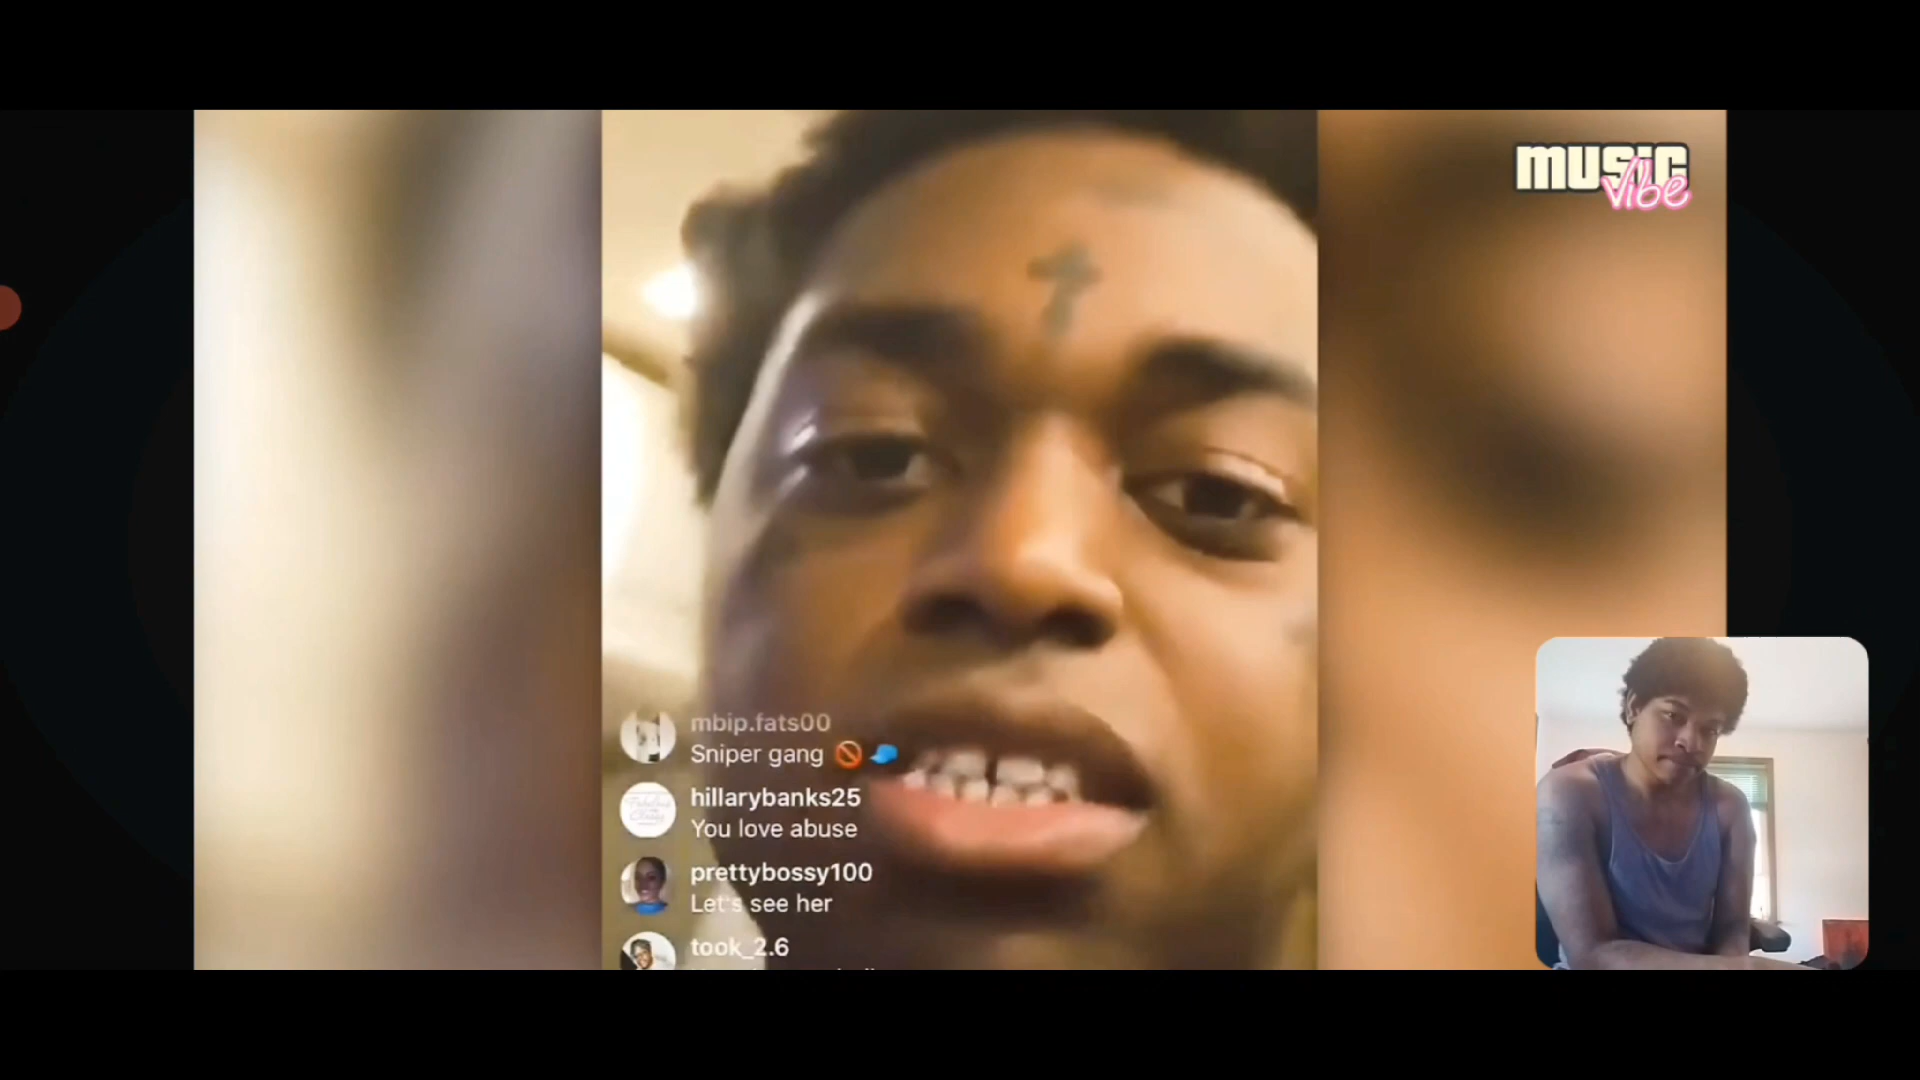 MUSIC
Vibe
mbip.fats00
Sniper gang 🚫 🧢
hillarybanks25
You love abuse
prettybossy100
Let's see her
took_2.6